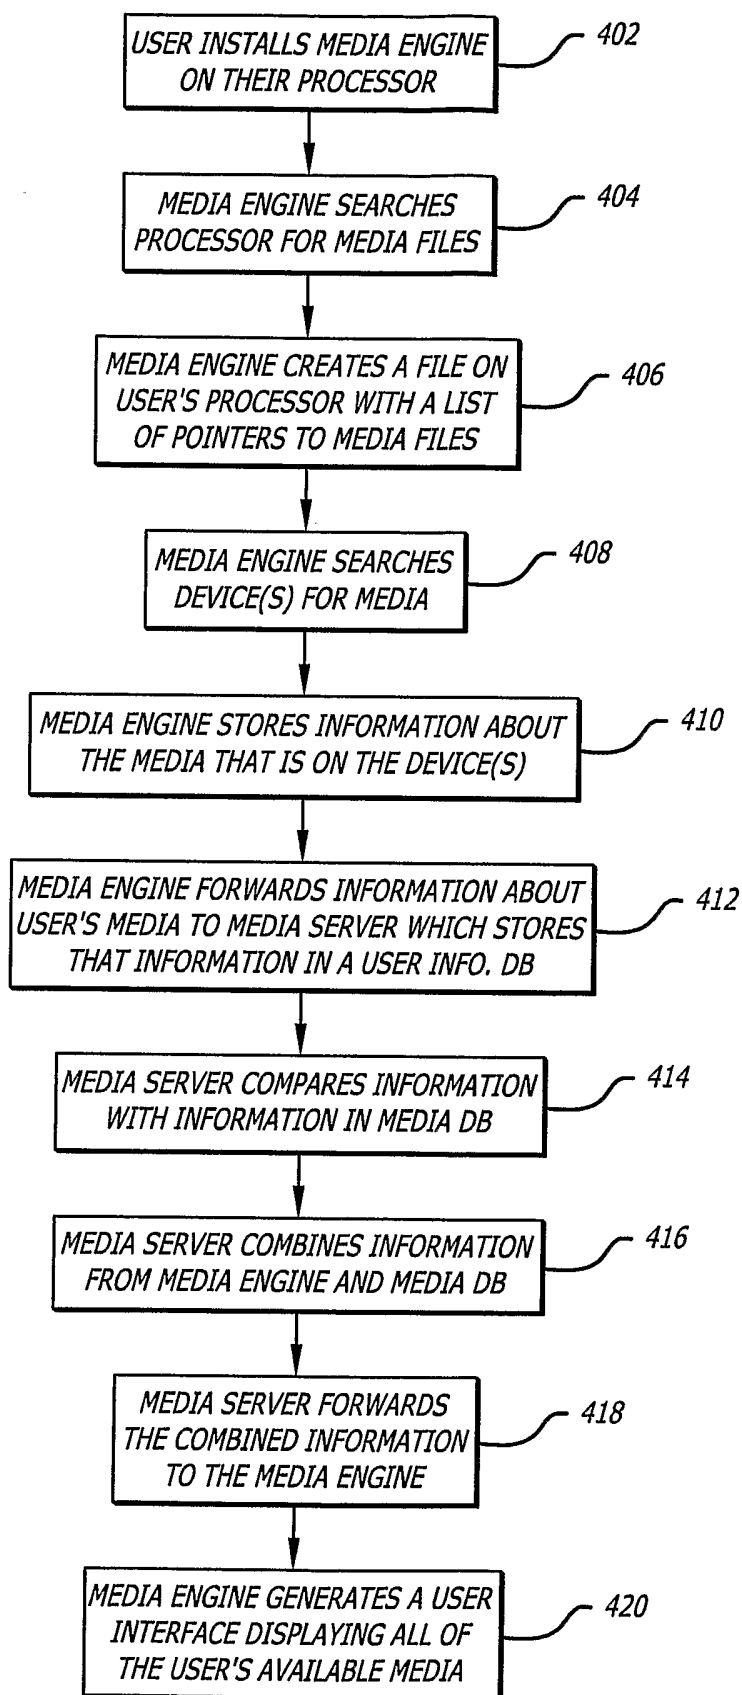 USER INSTALLS MEDIA ENGINE
ON THEIR PROCESSOR
402
MEDIA ENGINE SEARCHES
PROCESSOR FOR MEDIA FILES
404
MEDIA ENGINE CREATES A FILE ON
USER'S PROCESSOR WITH A LIST
OF POINTERS TO MEDIA FILES
406
MEDIA ENGINE SEARCHES
DEVICE(S) FOR MEDIA
408
MEDIA ENGINE STORES INFORMATION ABOUT
THE MEDIA THAT IS ON THE DEVICE(S)
410
MEDIA ENGINE FORWARDS INFORMATION ABOUT
USER'S MEDIA TO MEDIA SERVER WHICH STORES
THAT INFORMATION IN A USER INFO. DB
412
MEDIA SERVER COMPARES INFORMATION
WITH INFORMATION IN MEDIA DB
414
MEDIA SERVER COMBINES INFORMATION
FROM MEDIA ENGINE AND MEDIA DB
416
MEDIA SERVER FORWARDS
THE COMBINED INFORMATION
TO THE MEDIA ENGINE
418
MEDIA ENGINE GENERATES A USER
INTERFACE DISPLAYING ALL OF
THE USER'S AVAILABLE MEDIA
420